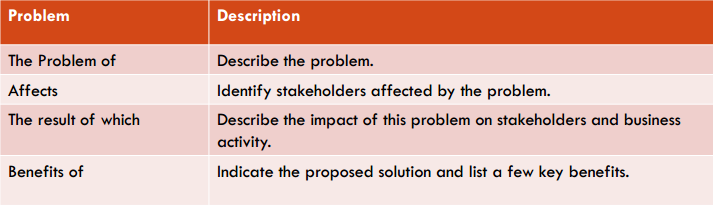 Problem Description
The Problem of Describe the problem.
Affects Identify stakeholders affected by the problem.
The result of which Describe the impact of this problem on stakeholders and business
activity.
Benefits of Indicate the proposed solution and list a few key benefits.